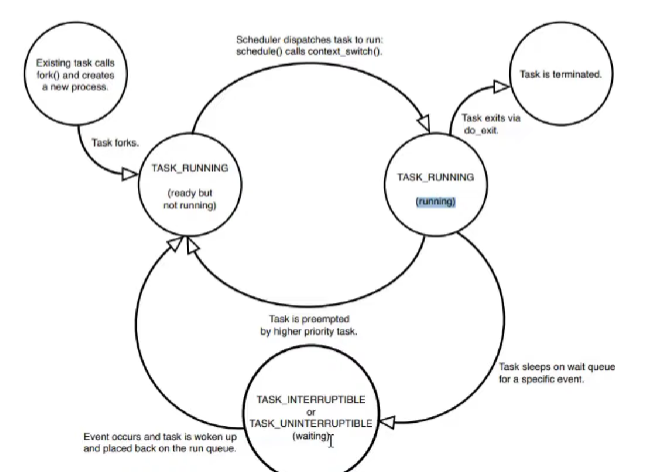 Existing task calls
fork() and creates
a new process.
Scheduler dispatches task to run:
schedule() calls context_switch().
Task is terminated.
Task forks.
Task exits via
do_exit.
TASK_RUNNING
(ready but
not running)
TASK_RUNNING
(running)
Task is preempted
by higher priority task.
Task sleeps on wait queue
for a specific event.
TASK_INTERRUPTIBLE
or
TASK_UNINTERRUPTIBLE
(waiting)
Event occurs and task is woken up
and placed back on the run queue.